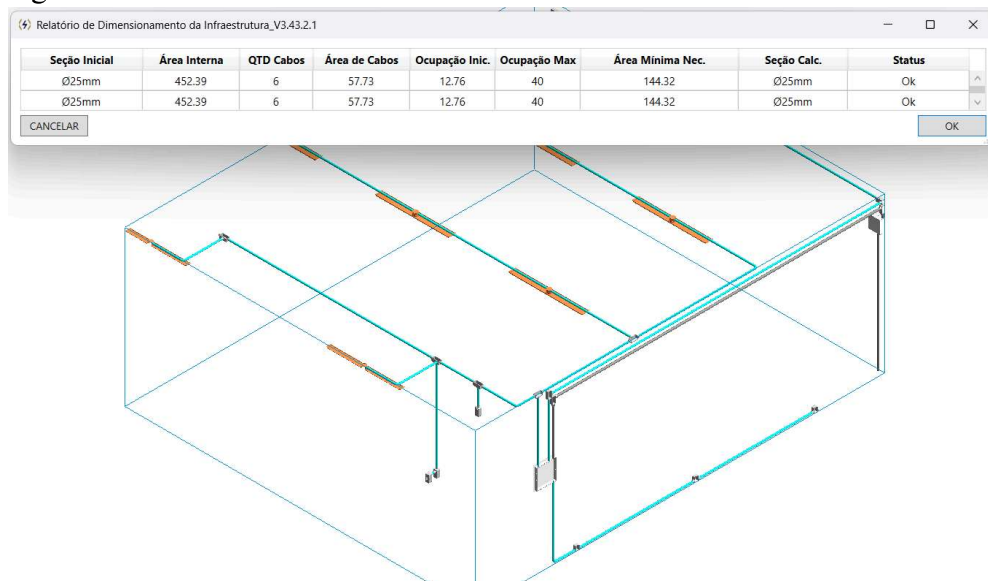 Relatório de Dimensionamento da Infraestrutura_V3.43.2.1
Seção Inicial Área Interna QTD Cabos Área de Cabos Ocupação Inic. Ocupação Max Área Mínima Nec. Seção Calc. Status
Ø25mm 452.39 6 57.73 12.76 40 144.32 Ø25mm Ok
Ø25mm 452.39 6 57.73 12.76 40 144.32 Ø25mm Ok
CANCELAR OK